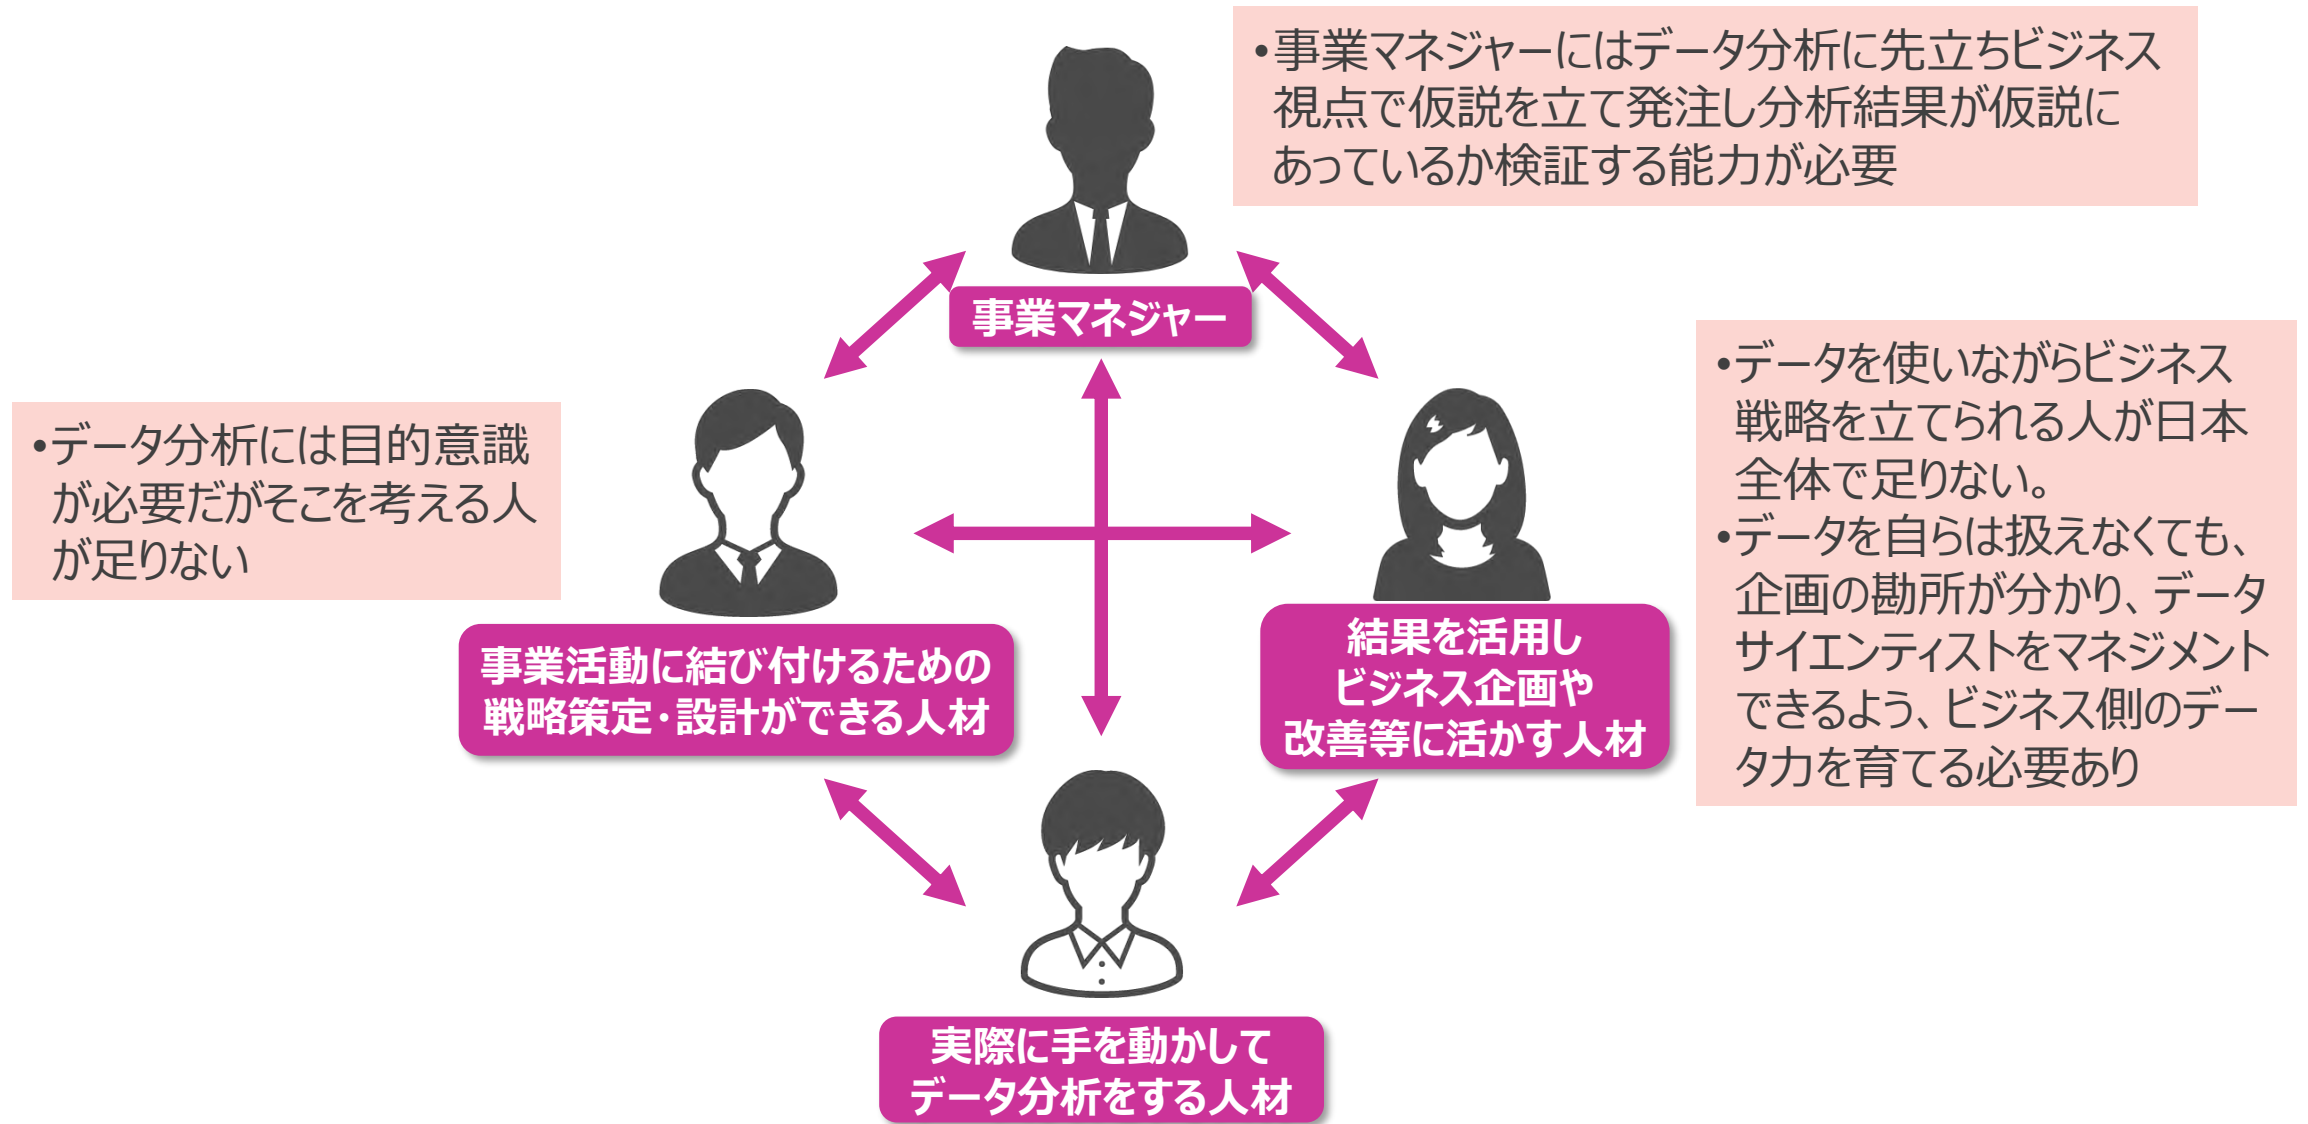 •事業マネジャーにはデータ分析に先立ちビジネス
視点で仮説を立て発注し分析結果が仮説に
あっているか検証する能力が必要
事業マネジャー
•データ分析には目的意識
が必要だがそこを考える人
が足りない
事業活動に結び付けるための
戦略策定・設計ができる人材
•データを使いながらビジネス
戦略を立てられる人が日本
全体で足りない。
•データを自らは扱えなくても、
企画の勘所が分かり、データ
サイエンティストをマネジメント
できるよう、ビジネス側のデー
タ力を育てる必要あり
結果を活用し
ビジネス企画や
改善等に活かす人材
実際に手を動かして
データ分析をする人材